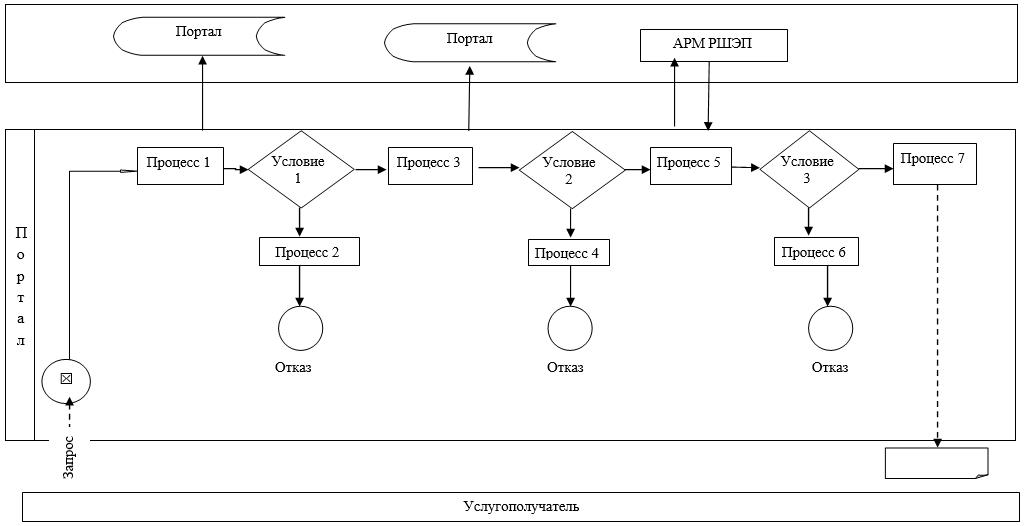 Портал
Портал
АРМ РШЭП
Портал
Процесс 1
Условие
1
Процесс 3
Условие
2
Процесс 5
Условие
3
Процесс 7
Процесс 2
Процесс 4
Процесс 6
Отказ
Отказ
Отказ
Запрос
Услугополучатель